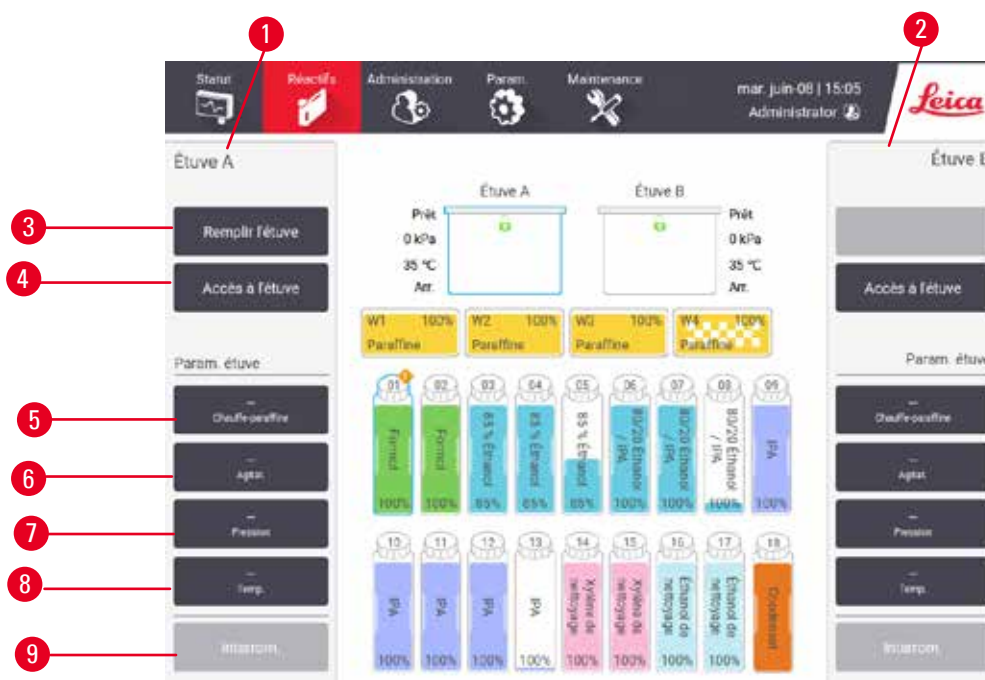 1
2
Statut
Réactifs
Administration
Param.
Maintenance
mar. juin-08 | 15:05
Administrator
Leica
Étuve A
Étuve
3
Remplir l'étuve
4
Accès à l'étuve
Param. étuve
5
--
Chauffe-paraffine
6
--
Agitat.
7
--
Pression
8
--
Temp.
9
Interrom.
Étuve A
Étuve B
Prêt
0 kPa
35 °C
Arr.
Prêt
0 kPa
35 °C
Arr.
W1 100%
Paraffine
W2 100%
Paraffine
W3 100%
Paraffine
W4 100%
Paraffine
01 02 03 04 05 06 07 08 09
Formol
Formol
85 % Éthanol
85 % Éthanol
85 % Éthanol
80/20 Éthanol / IPA
80/20 Éthanol / IPA
80/20 Éthanol / IPA
IPA
100% 100% 85% 85% 85% 100% 100% 100% 100%
10 11 12 13 14 15 16 17 18
IPA
IPA
IPA
IPA
Xylène de nettoyage
Xylène de nettoyage
Éthanol de nettoyage
Éthanol de nettoyage
Condensat
100% 100% 100% 100% 100% 100% 100% 100%
Accès à l'étuve
Param. étuve
--
Chauffe-paraffine
--
Agitat.
--
Pression
--
Temp.
Interrom.